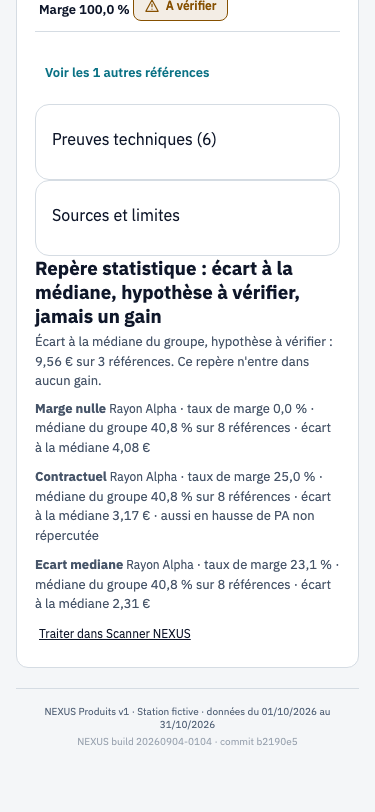 Marge 100,0 % À vérifier
Voir les 1 autres références
Preuves techniques (6)
Sources et limites
Repère statistique : écart à la
médiane, hypothèse à vérifier,
jamais un gain
Écart à la médiane du groupe, hypothèse à vérifier :
9,56 € sur 3 références. Ce repère n'entre dans
aucun gain.
Marge nulle Rayon Alpha · taux de marge 0,0 % ·
médiane du groupe 40,8 % sur 8 références · écart
à la médiane 4,08 €
Contractuel Rayon Alpha · taux de marge 25,0 % ·
médiane du groupe 40,8 % sur 8 références · écart
à la médiane 3,17 € · aussi en hausse de PA non
répercutée
Ecart mediane Rayon Alpha · taux de marge 23,1 % ·
médiane du groupe 40,8 % sur 8 références · écart
à la médiane 2,31 €
Traiter dans Scanner NEXUS
NEXUS Produits v1 · Station fictive · données du 01/10/2026 au
31/10/2026
NEXUS build 20260904-0104 · commit b2190e5